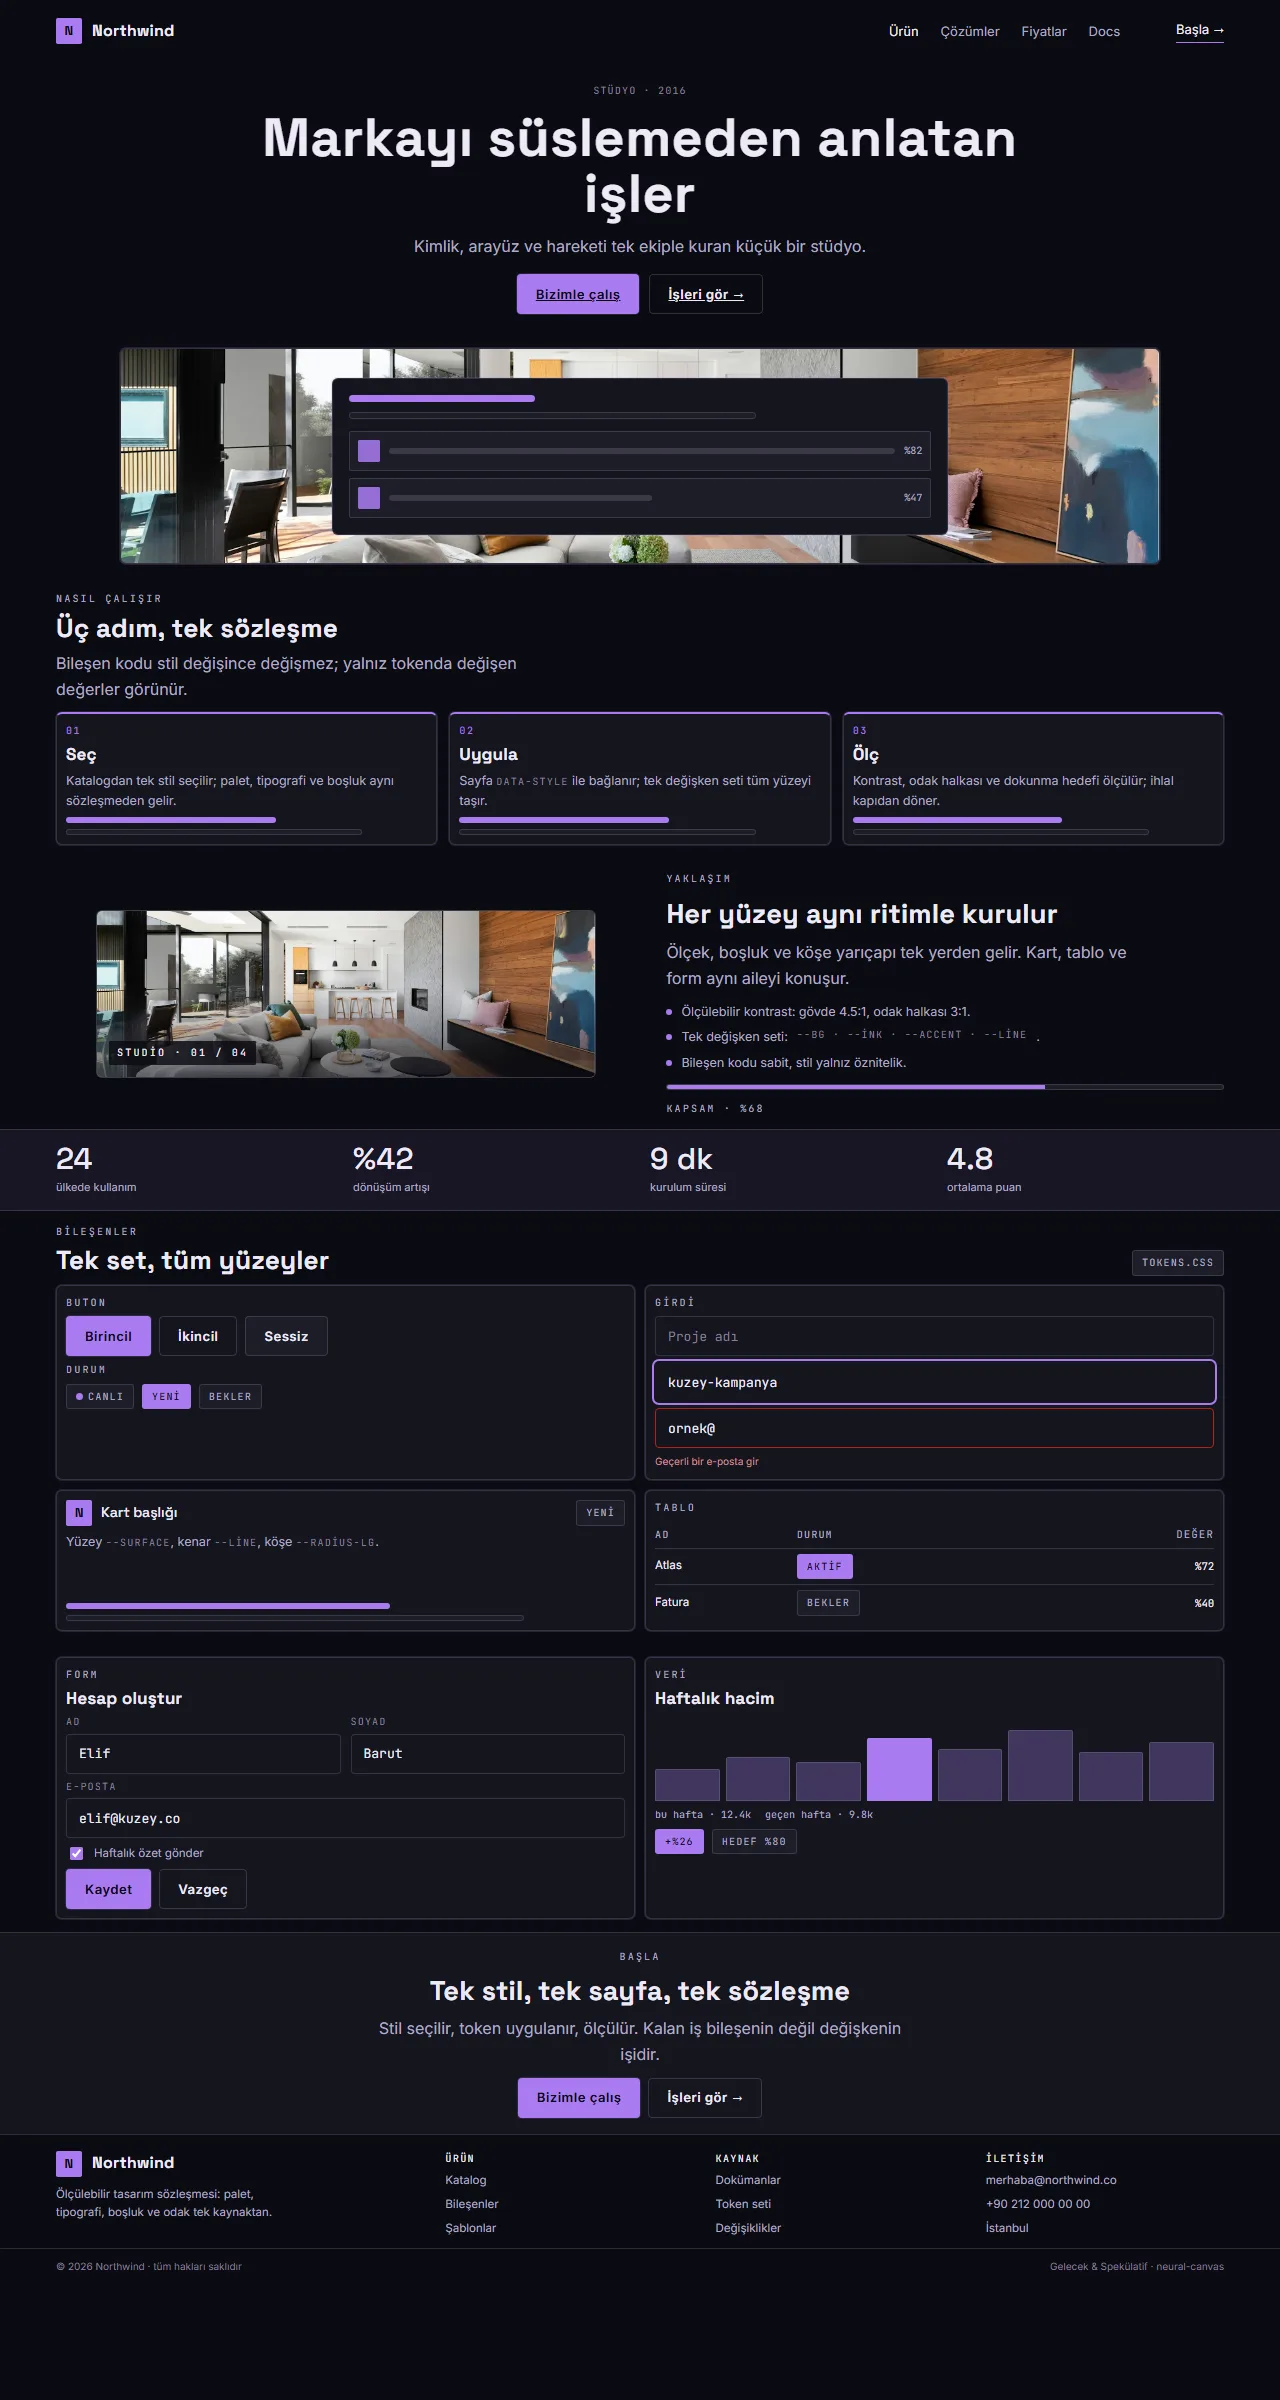 N Northwind
Ürün Çözümler Fiyatlar Docs Başla →
STÜDYO · 2016
Markayı süslemeden anlatan
işler
Kimlik, arayüz ve hareketi tek ekiple kuran küçük bir stüdyo.
Bizimle çalış İşleri gör →
%82
%47
NASIL ÇALIŞIR
Üç adım, tek sözleşme
Bileşen kodu stil değişince değişmez; yalnız tokenda değişen
değerler görünür.
01
Seç
Katalogdan tek stil seçilir; palet, tipografi ve boşluk aynı
sözleşmeden gelir.
02
Uygula
Sayfa DATA-STYLE ile bağlanır; tek değişken seti tüm yüzeyi
taşır.
03
Ölç
Kontrast, odak halkası ve dokunma hedefi ölçülür; ihlal
kapıdan döner.
STUDİO · 01 / 04
YAKLAŞIM
Her yüzey aynı ritimle kurulur
Ölçek, boşluk ve köşe yarıçapı tek yerden gelir. Kart, tablo ve
form aynı aileyi konuşur.
Ölçülebilir kontrast: gövde 4.5:1, odak halkası 3:1.
Tek değişken seti: --BG · --İNK · --ACCENT · --LİNE .
Bileşen kodu sabit, stil yalnız öznitelik.
KAPSAM · %68
24
ülkede kullanım
%42
dönüşüm artışı
9 dk
kurulum süresi
4.8
ortalama puan
BİLEŞENLER
Tek set, tüm yüzeyler
TOKENS.CSS
BUTON
Birincil İkincil Sessiz
DURUM
CANLI YENİ BEKLER
GİRDİ
Proje adı
kuzey-kampanya
ornek@
Geçerli bir e-posta gir
N Kart başlığı YENİ
Yüzey --SURFACE, kenar --LİNE, köşe --RADIUS-LG.
TABLO
AD DURUM DEĞER
Atlas AKTİF %72
Fatura BEKLER %40
FORM
Hesap oluştur
AD SOYAD
Elif Barut
E-POSTA
elif@kuzey.co
Haftalık özet gönder
Kaydet Vazgeç
VERİ
Haftalık hacim
bu hafta · 12.4k geçen hafta · 9.8k
+%26 HEDEF %80
BAŞLA
Tek stil, tek sayfa, tek sözleşme
Stil seçilir, token uygulanır, ölçülür. Kalan iş bileşenin değil değişkenin
işidir.
Bizimle çalış İşleri gör →
N Northwind
Ölçülebilir tasarım sözleşmesi: palet,
tipografi, boşluk ve odak tek kaynaktan.
ÜRÜN
Katalog
Bileşenler
Şablonlar
KAYNAK
Dokümanlar
Token seti
Değişiklikler
İLETİŞİM
merhaba@northwind.co
+90 212 000 00 00
İstanbul
© 2026 Northwind · tüm hakları saklıdır
Gelecek & Spekülatif · neural-canvas